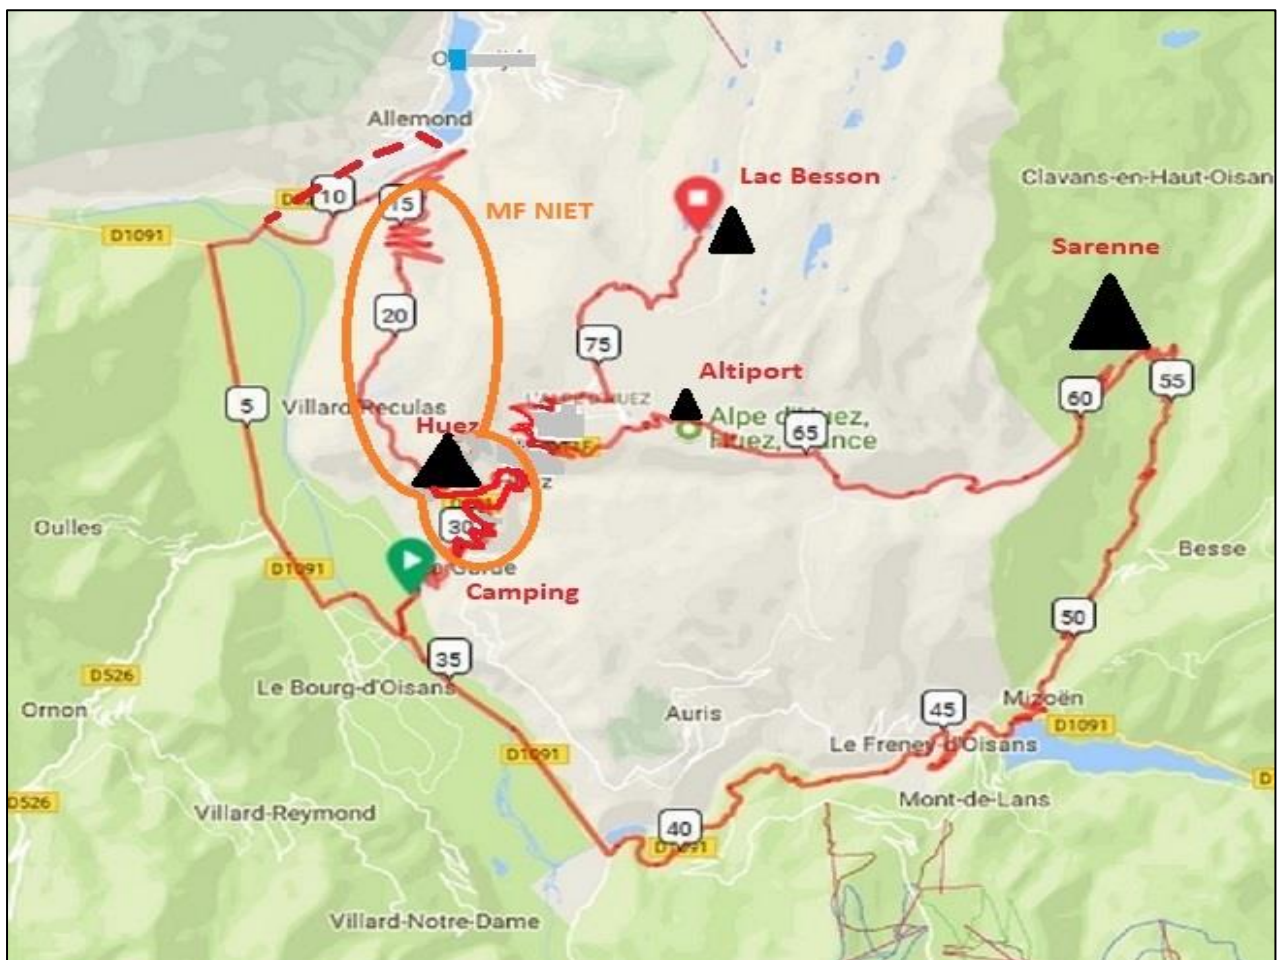 Allemond
Lac Besson
Clavans-en-Haut-Oisan
10
15
MF NIET
D1091
Sarenne
20
75
Altiport
55
60
5
Villard Reculas
L'ALPE D'HUEZ
Huez
Alpe d'Huez,
Huez, France
65
30
Oulles
Besse
D1091
Camping
50
35
D526
Le Bourg-d'Oisans
Ornon
Auris
45
Mizoën
D1091
Le Freney-d'Oisans
D1091
D526
Villard-Reymond
Mont-de-Lans
40
D1091
Villard-Notre-Dame